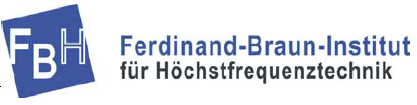 FBH
Ferdinand-Braun-Institut
für Höchstfrequenztechnik